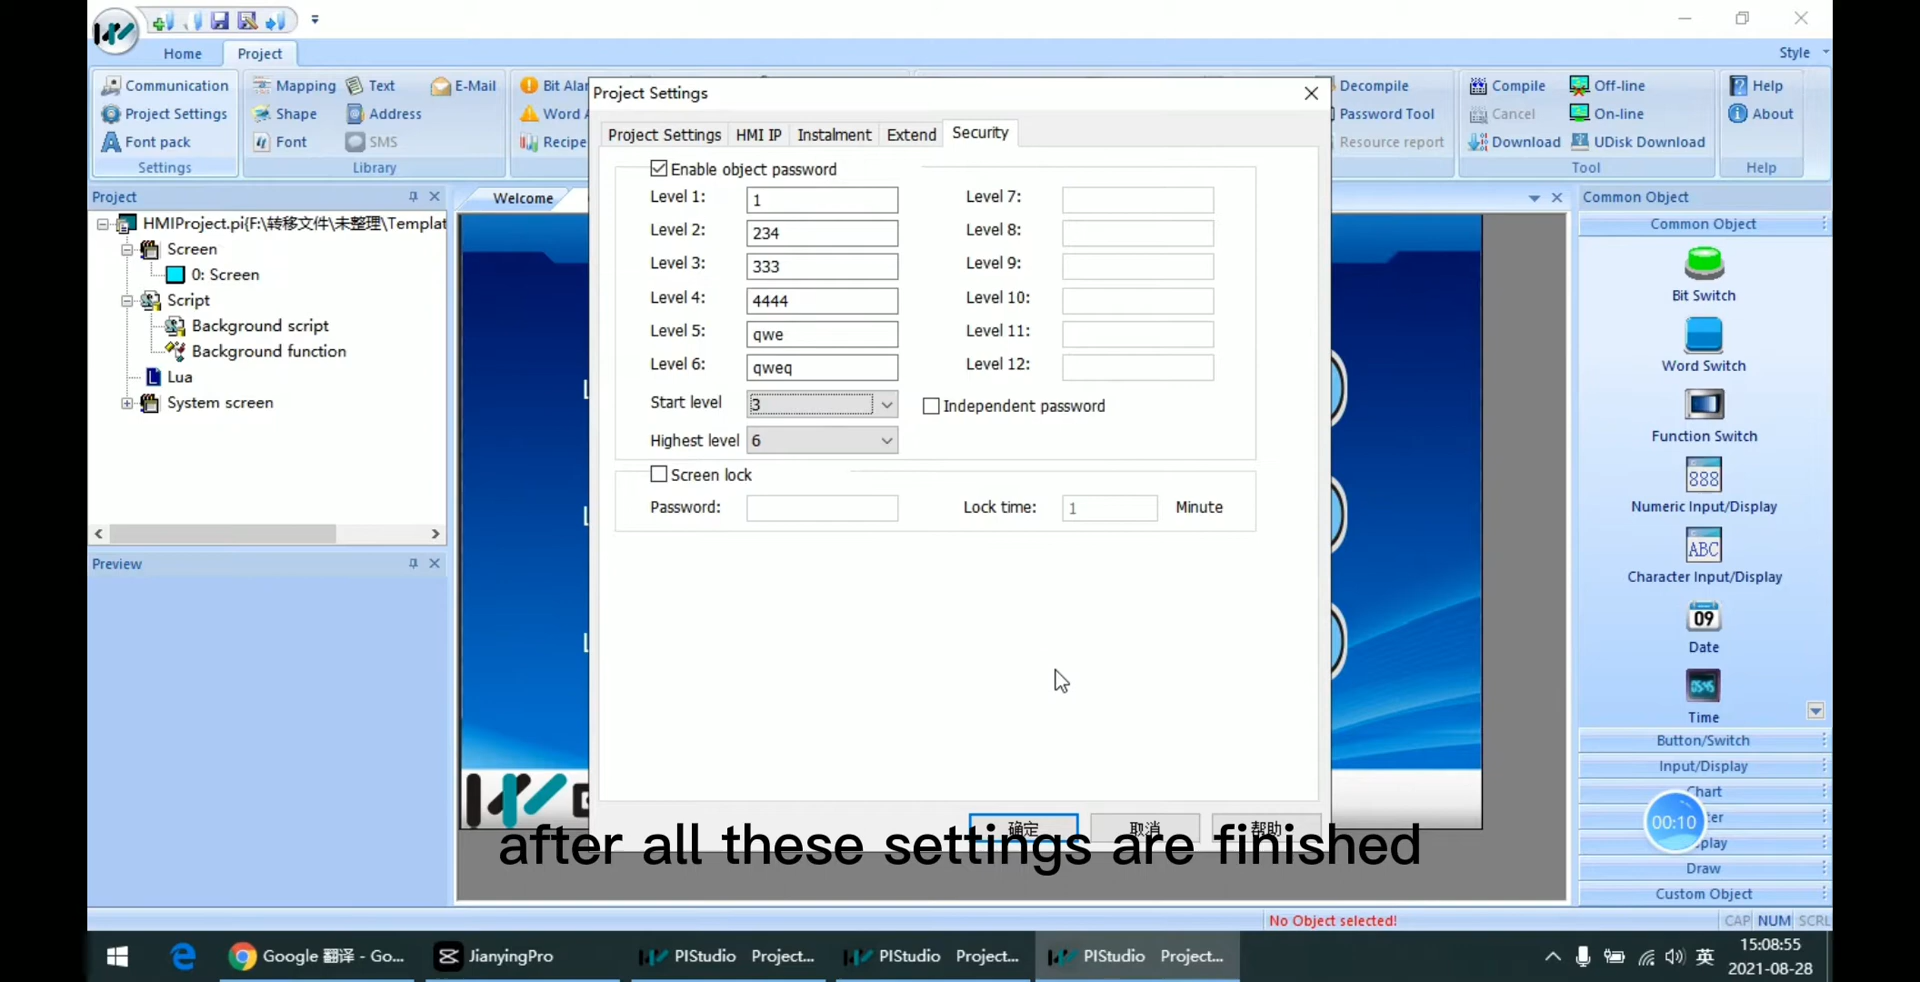 Home
Project
Style
Communication
Mapping
Text
E-Mail
Bit Alar
Decompile
Compile
Off-line
Help
Project Settings
Shape
Address
Word A
Password Tool
Cancel
On-line
About
Font pack
Font
SMS
Recipe
Resource report
Download
UDisk Download
Settings
Library
Tool
Help
Project Settings
Project Settings
HMI IP
Instalment
Extend
Security
Enable object password
Level 1:
1
Level 7:
Level 2:
234
Level 8:
Level 3:
333
Level 9:
Level 4:
4444
Level 10:
Level 5:
qwe
Level 11:
Level 6:
qweq
Level 12:
Start level
3
Independent password
Highest level
6
Screen lock
Password:
Lock time:
1
Minute
确定
取消
帮助
Project
HMIProject.pi{F:\转移文件\未整理\Templat
Screen
0: Screen
Script
Background script
Background function
Lua
System screen
Preview
Welcome
Common Object
Common Object
Bit Switch
Word Switch
Function Switch
888
Numeric Input/Display
ABC
Character Input/Display
09
Date
05:45
Time
Button/Switch
Input/Display
Chart
ter
play
Draw
Custom Object
00:10
after all these settings are finished
No Object selected!
CAP
NUM
SCRL
Google 翻译 - Go...
JianyingPro
PIStudio Project...
PIStudio Project...
PIStudio Project...
英
15:08:55
2021-08-28